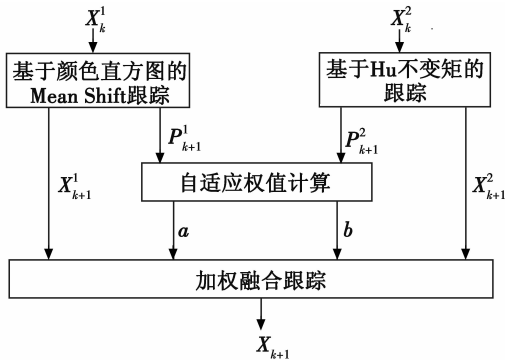 X_k^1
X_k^2
基于颜色直方图的
Mean Shift跟踪
基于Hu不变矩的
跟踪
P_{k+1}^1
P_{k+1}^2
X_{k+1}^1
自适应权值计算
X_{k+1}^2
a
b
加权融合跟踪
X_{k+1}